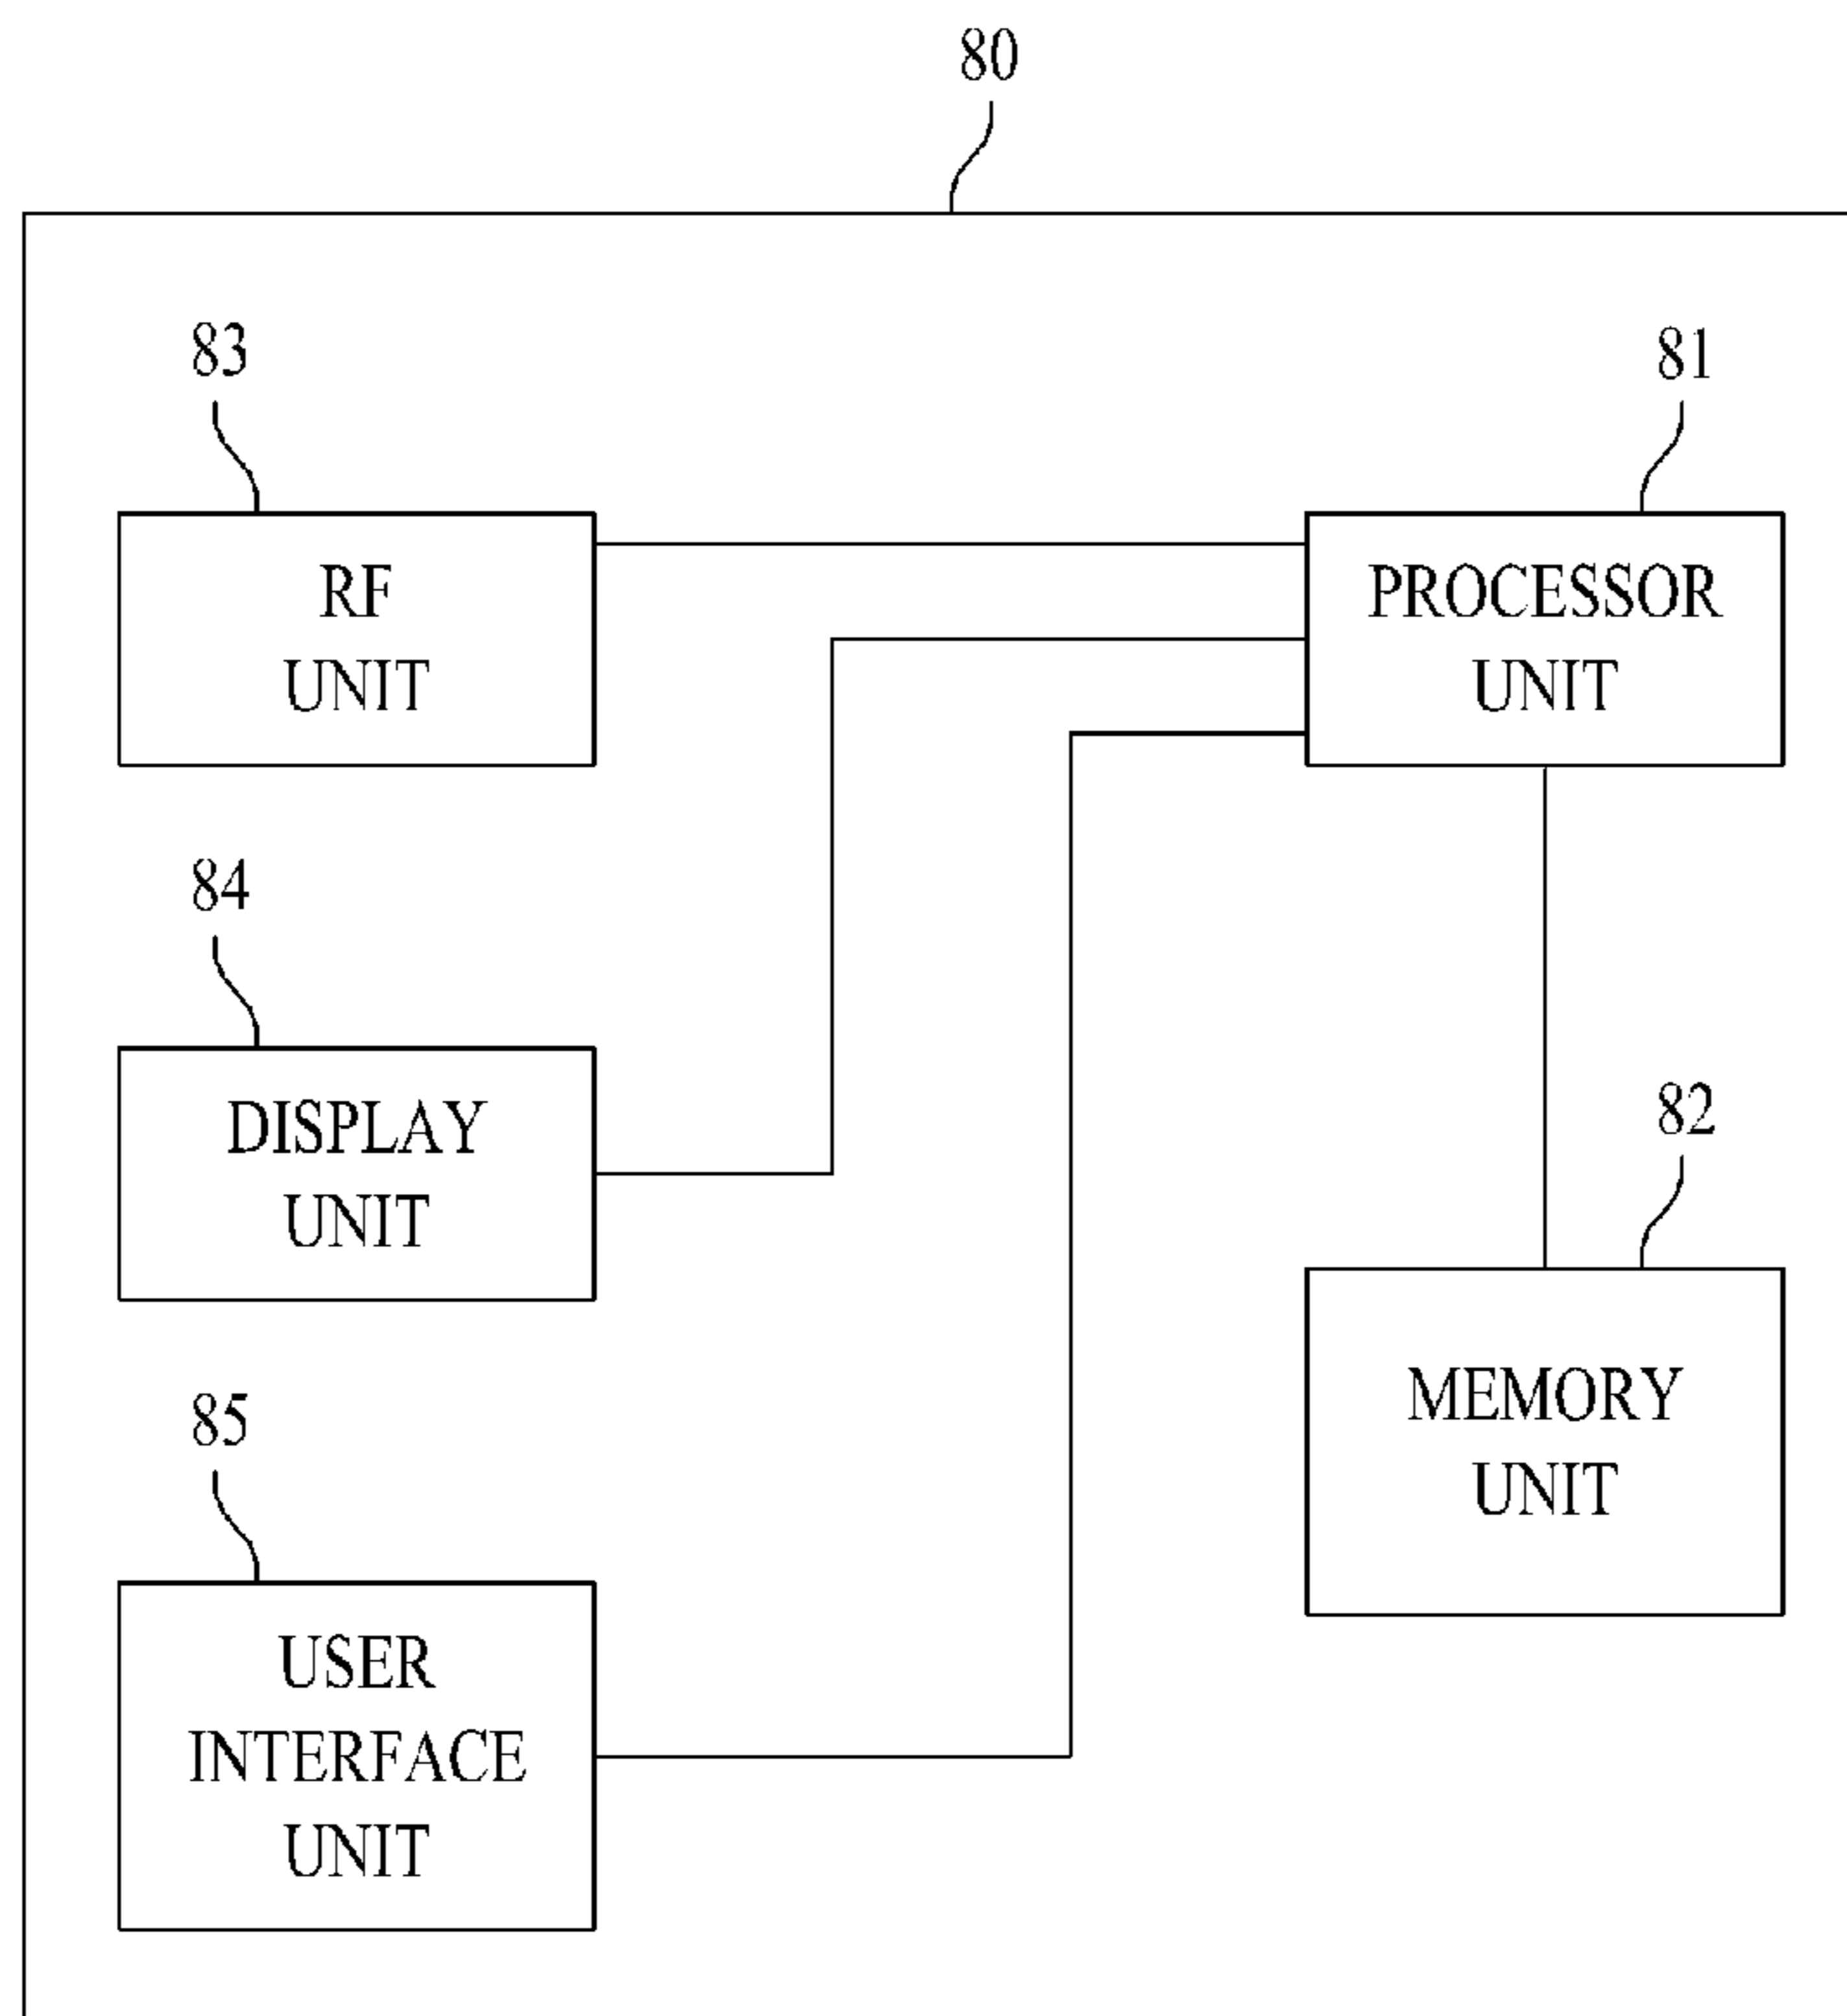 80
83
RF
UNIT
81
PROCESSOR
UNIT
84
DISPLAY
UNIT
82
MEMORY
UNIT
85
USER
INTERFACE
UNIT